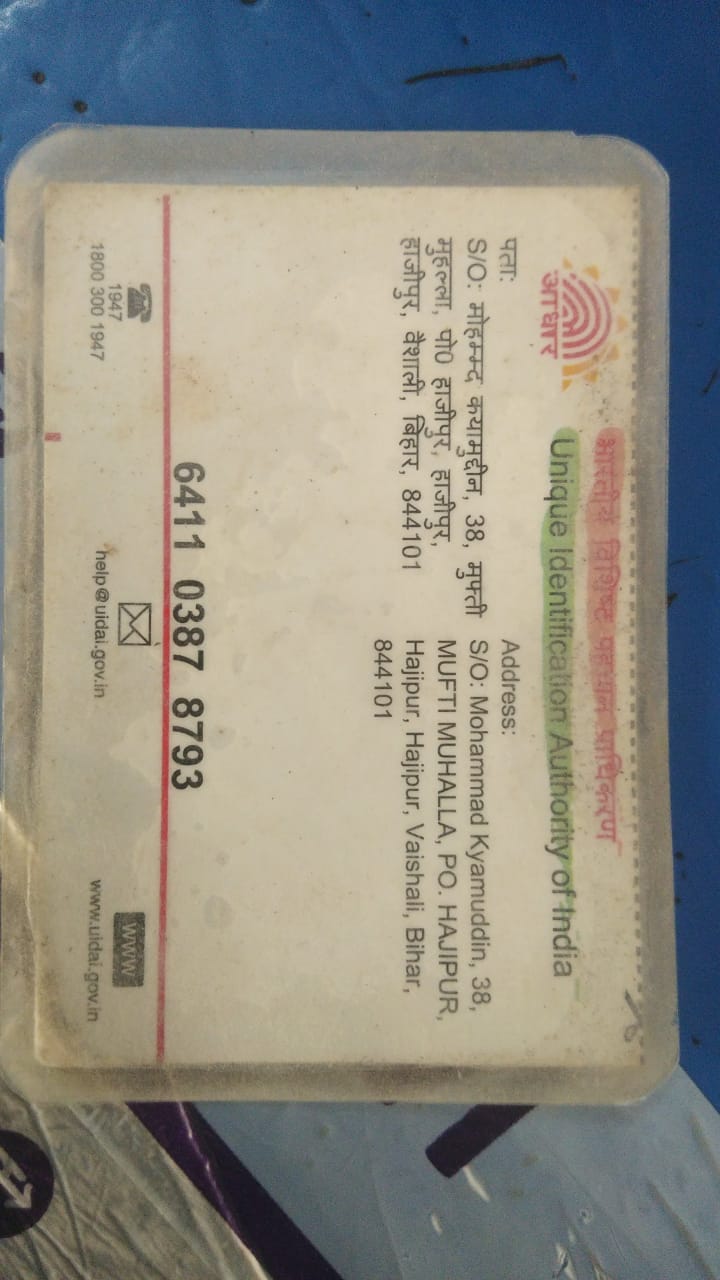 भारतीय विशिष्ट पहचान प्राधिकरण
Unique Identification Authority of India
आधार
पता:
S/O: मोहम्मद कयामुद्दीन, 38, मुफ्ती
मुहल्ला, पो0 हाजीपुर, हाजीपुर,
हाजीपुर, वैशाली, बिहार, 844101
Address:
S/O: Mohammad Kyamuddin, 38,
MUFTI MUHALLA, PO. HAJIPUR,
Hajipur, Hajipur, Vaishali, Bihar,
844101
6411 0387 8793
1947
1800 300 1947
help@uidai.gov.in
www
www.uidai.gov.in